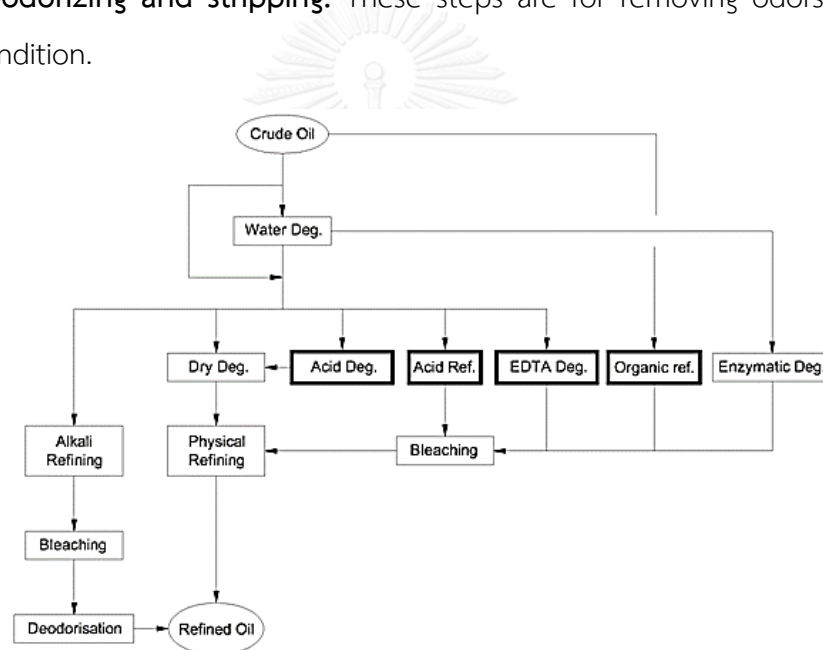 eodorizing and stripping. These steps are for removing odors
ndition.
Crude Oil
Water Deg.
Dry Deg.
Acid Deg.
Acid Ref.
EDTA Deg.
Organic ref.
Enzymatic Deg.
Alkali
Refining
Physical
Refining
Bleaching
Bleaching
Deodorisation
Refined Oil